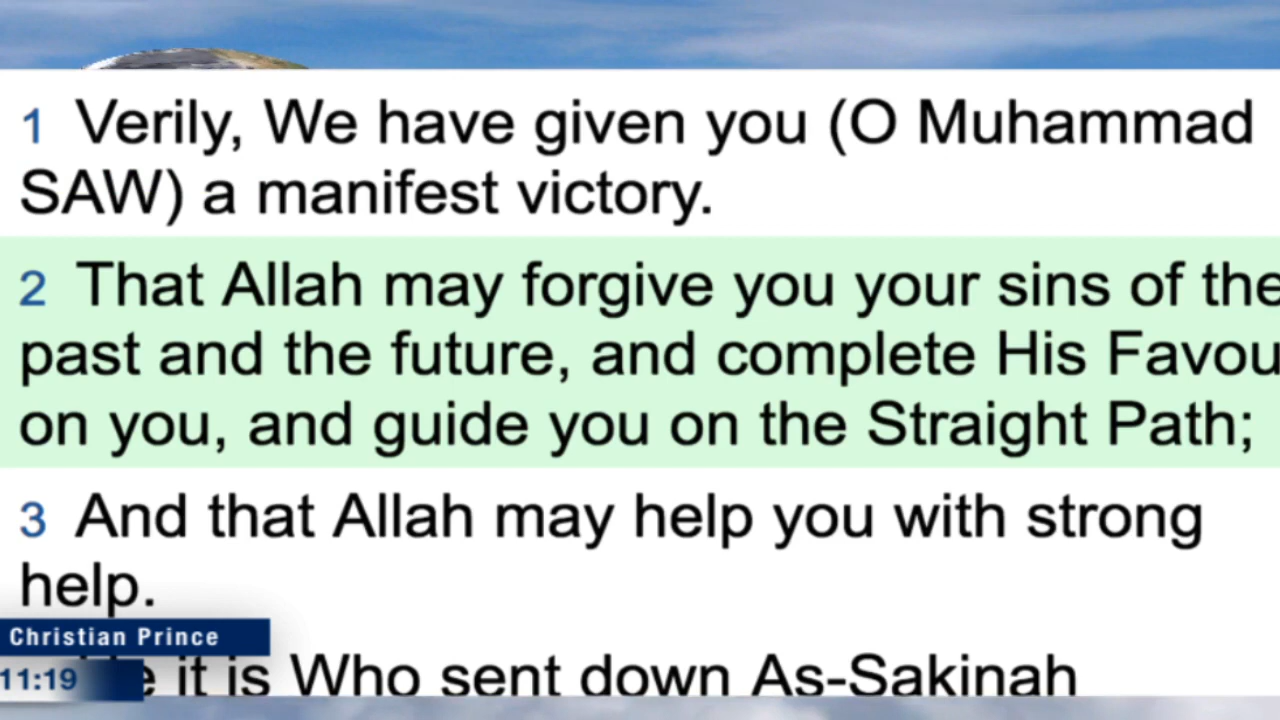 1 Verily, We have given you (O Muhammad
SAW) a manifest victory.
2 That Allah may forgive you your sins of the
past and the future, and complete His Favou
on you, and guide you on the Straight Path;
3 And that Allah may help you with strong
help.
Christian Prince
11:19
e it is Who sent down As-Sakinah